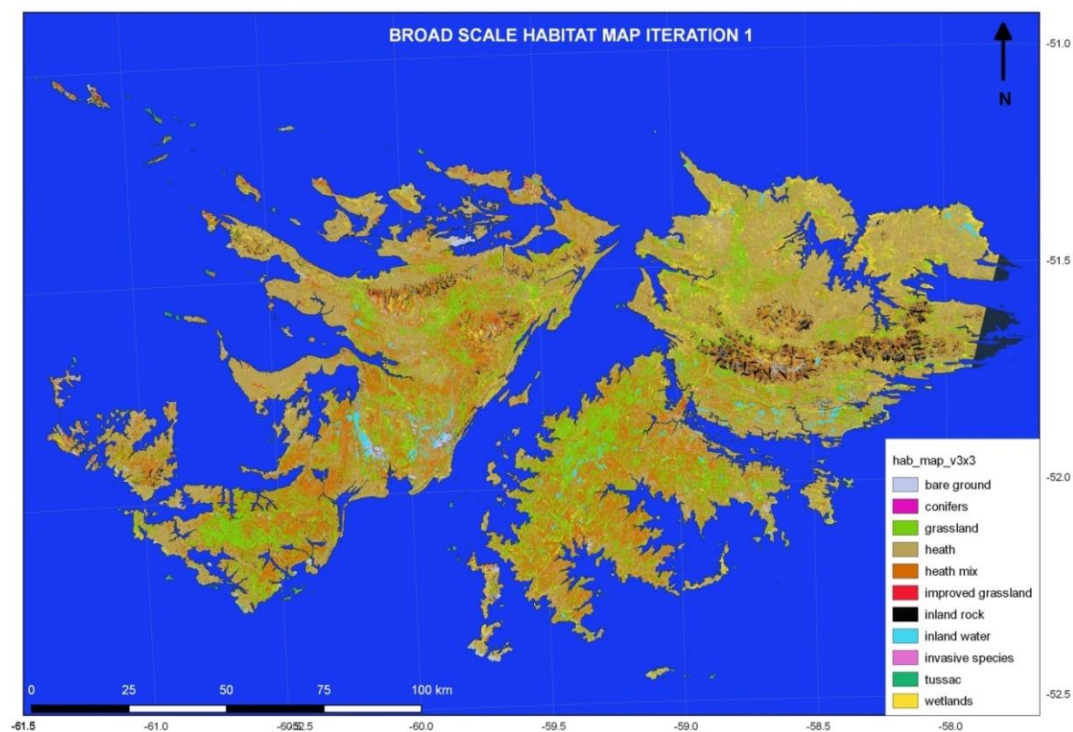 BROAD SCALE HABITAT MAP ITERATION 1
N
-51.0
-51.5
-52.0
-52.5
hab_map_v3x3
bare ground
conifers
grassland
heath
heath mix
improved grassland
inland rock
inland water
invasive species
tussac
wetlands
0 25 50 75 100 km
-61.5 -61.0 -60.5 -60.0 -59.5 -59.0 -58.5 -58.0